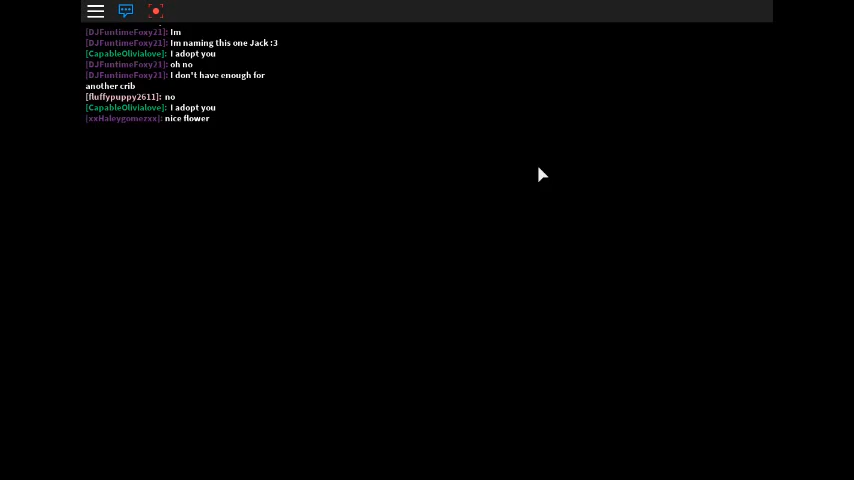 [DJFuntimeFoxy21]: Im
[DJFuntimeFoxy21]: Im naming this one Jack :3
[CapableOlivialove]: I adopt you
[DJFuntimeFoxy21]: oh no
[DJFuntimeFoxy21]: I don't have enough for
another crib
[fluffypuppy2611]: no
[CapableOlivialove]: I adopt you
[xxHaleygomezxx]: nice flower